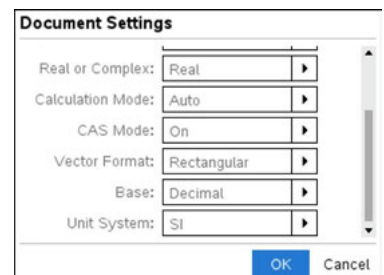 Document Settings
Real or Complex: Real
Calculation Mode: Auto
CAS Mode: On
Vector Format: Rectangular
Base: Decimal
Unit System: SI
OK Cancel